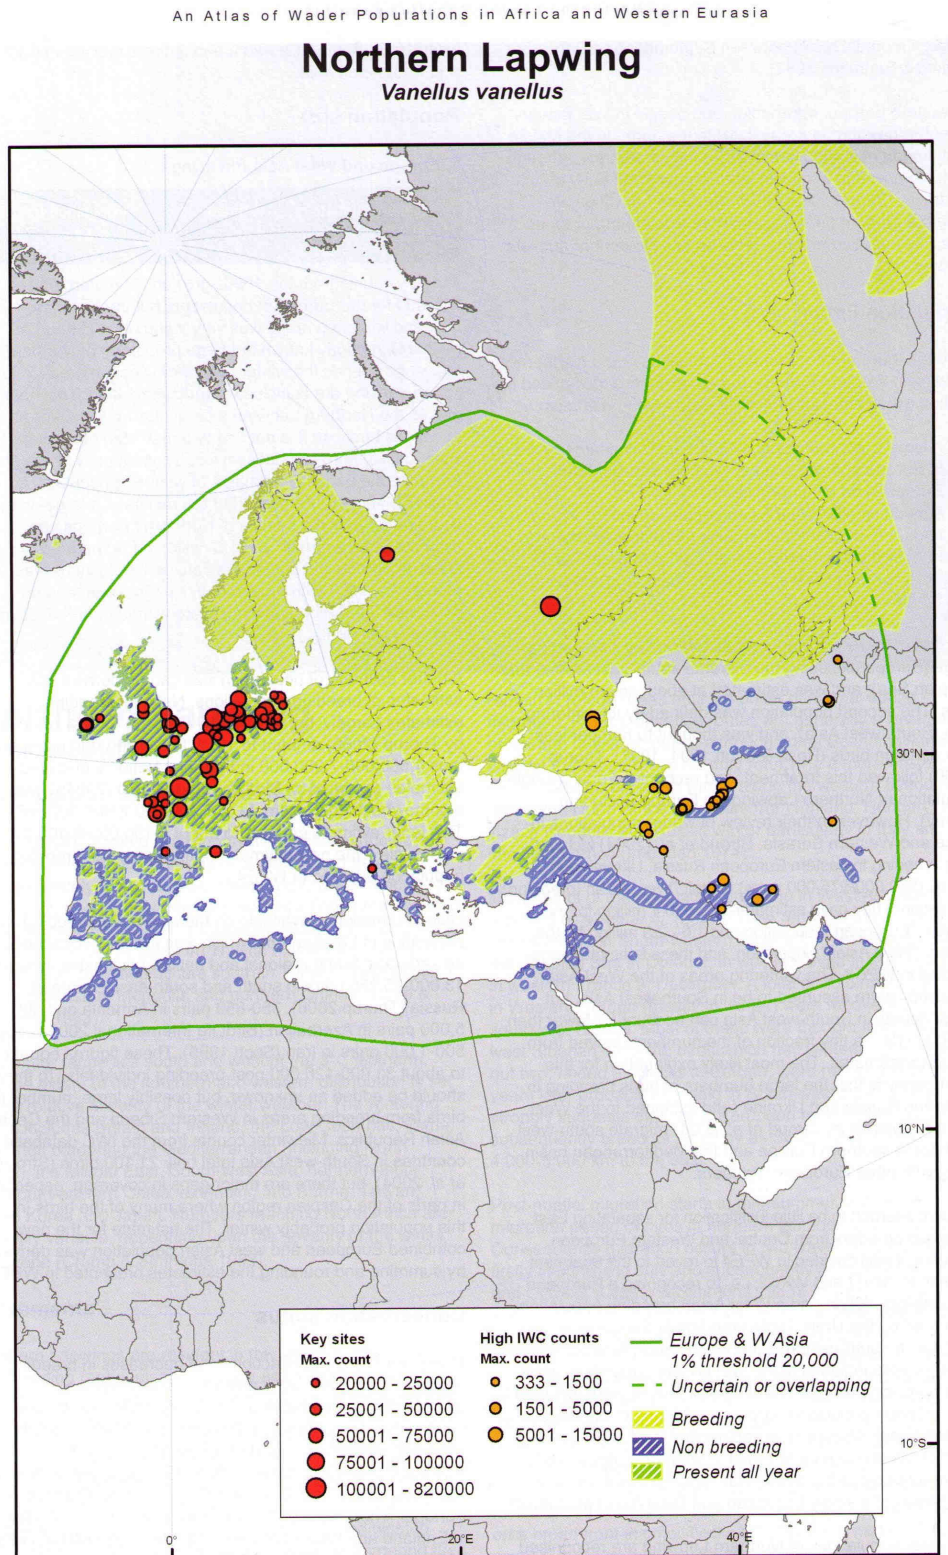 An Atlas of Wader Populations in Africa and Western Eurasia
Northern Lapwing
Vanellus vanellus
30°N
10°N
10°S
0°
20°E
40°E
Key sites
Max. count
20000 - 25000
25001 - 50000
50001 - 75000
75001 - 100000
100001 - 820000
High IWC counts
Max. count
333 - 1500
1501 - 5000
5001 - 15000
Europe & W Asia
1% threshold 20,000
Uncertain or overlapping
Breeding
Non breeding
Present all year